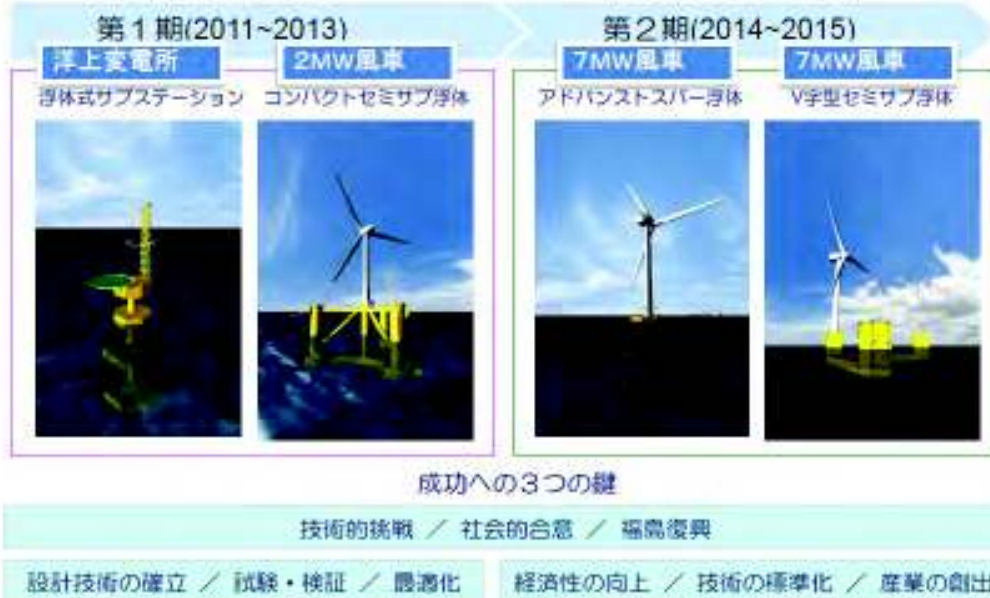 第1期(2011~2013)
第2期(2014~2015)
洋上変電所
2MW風車
7MW風車
7MW風車
浮体式サブステーション
コンパクトセミサブ浮体
アドバンストスパー浮体
V字型セミサブ浮体
成功への3つの鍵
技術的挑戦 / 社会的合意 / 福島復興
設計技術の確立 / 試験・検証 / 最適化
経済性の向上 / 技術の標準化 / 産業の創出